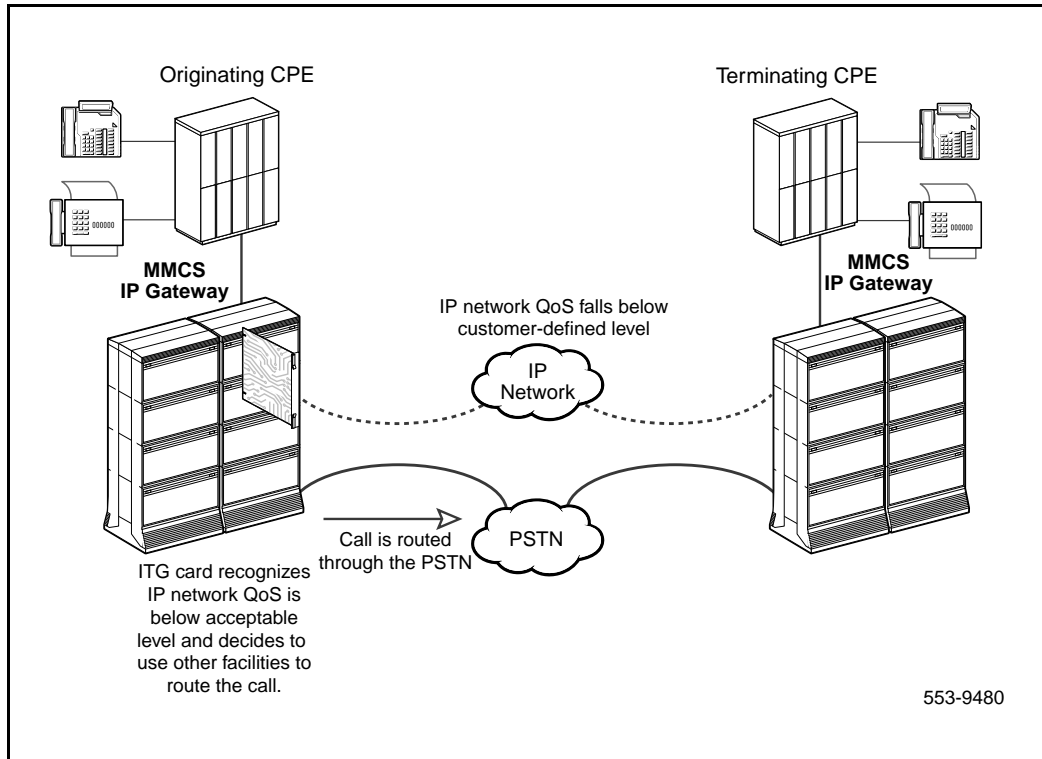 Originating CPE
Terminating CPE
000000
000000
MMCS
IP Gateway
MMCS
IP Gateway
IP network QoS falls below
customer-defined level
IP
Network
PSTN
Call is routed
through the PSTN
ITG card recognizes
IP network QoS is
below acceptable
level and decides to
use other facilities to
route the call.
553-9480